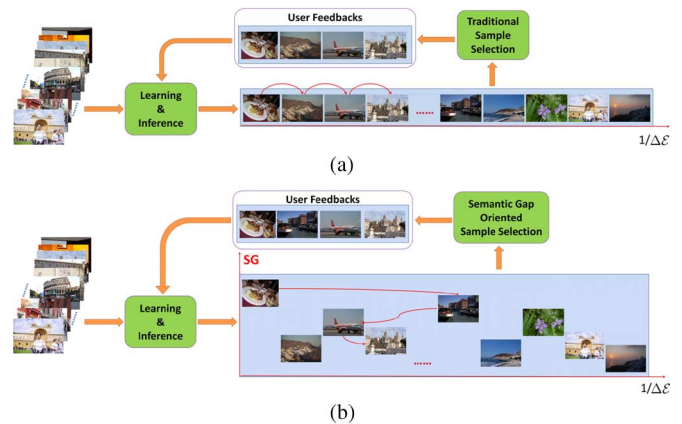 User Feedbacks
Traditional
Sample
Selection
Learning
&
Inference
......
1/Δℰ
(a)
User Feedbacks
Semantic Gap
Oriented
Sample Selection
SG
Learning
&
Inference
......
1/Δℰ
(b)